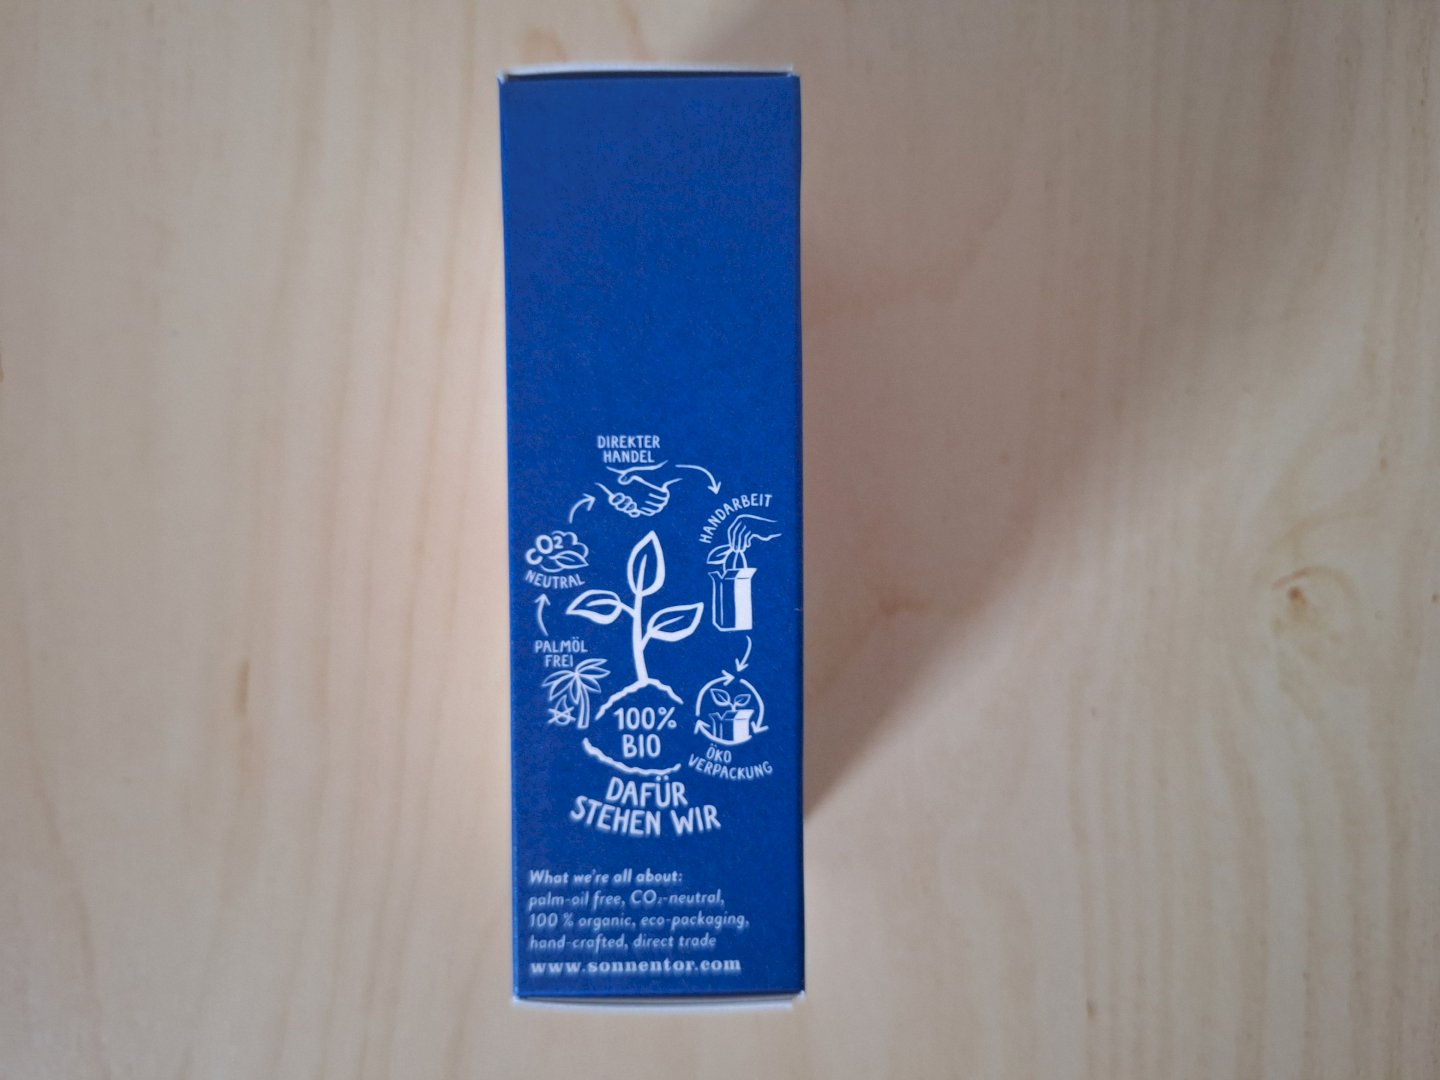 DIREKTER
HANDEL
HANDARBEIT
CO2
NEUTRAL
PALMÖL
FREI
100%
BIO
ÖKO
VERPACKUNG
DAFÜR
STEHEN WIR
What we're all about:
palm-oil free, CO₂-neutral,
100 % organic, eco-packaging,
hand-crafted, direct trade
www.sonnentor.com